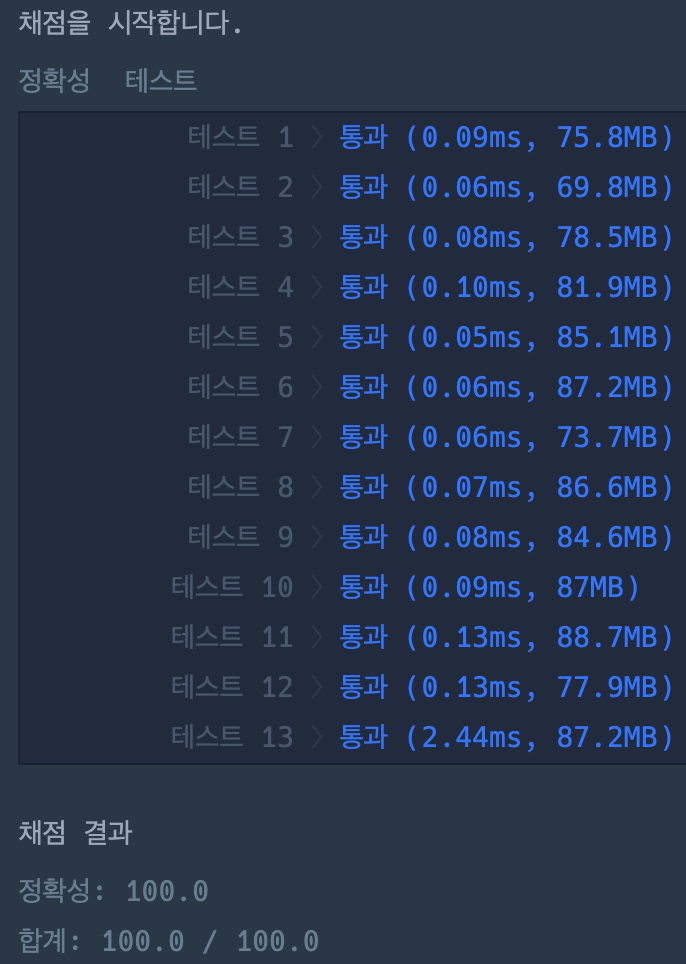 채점을 시작합니다.
정확성 테스트
테스트 1 〉 통과 (0.09ms, 75.8MB)
테스트 2 〉 통과 (0.06ms, 69.8MB)
테스트 3 〉 통과 (0.08ms, 78.5MB)
테스트 4 〉 통과 (0.10ms, 81.9MB)
테스트 5 〉 통과 (0.05ms, 85.1MB)
테스트 6 〉 통과 (0.06ms, 87.2MB)
테스트 7 〉 통과 (0.06ms, 73.7MB)
테스트 8 〉 통과 (0.07ms, 86.6MB)
테스트 9 〉 통과 (0.08ms, 84.6MB)
테스트 10 〉 통과 (0.09ms, 87MB)
테스트 11 〉 통과 (0.13ms, 88.7MB)
테스트 12 〉 통과 (0.13ms, 77.9MB)
테스트 13 〉 통과 (2.44ms, 87.2MB)
채점 결과
정확성: 100.0
합계: 100.0 / 100.0